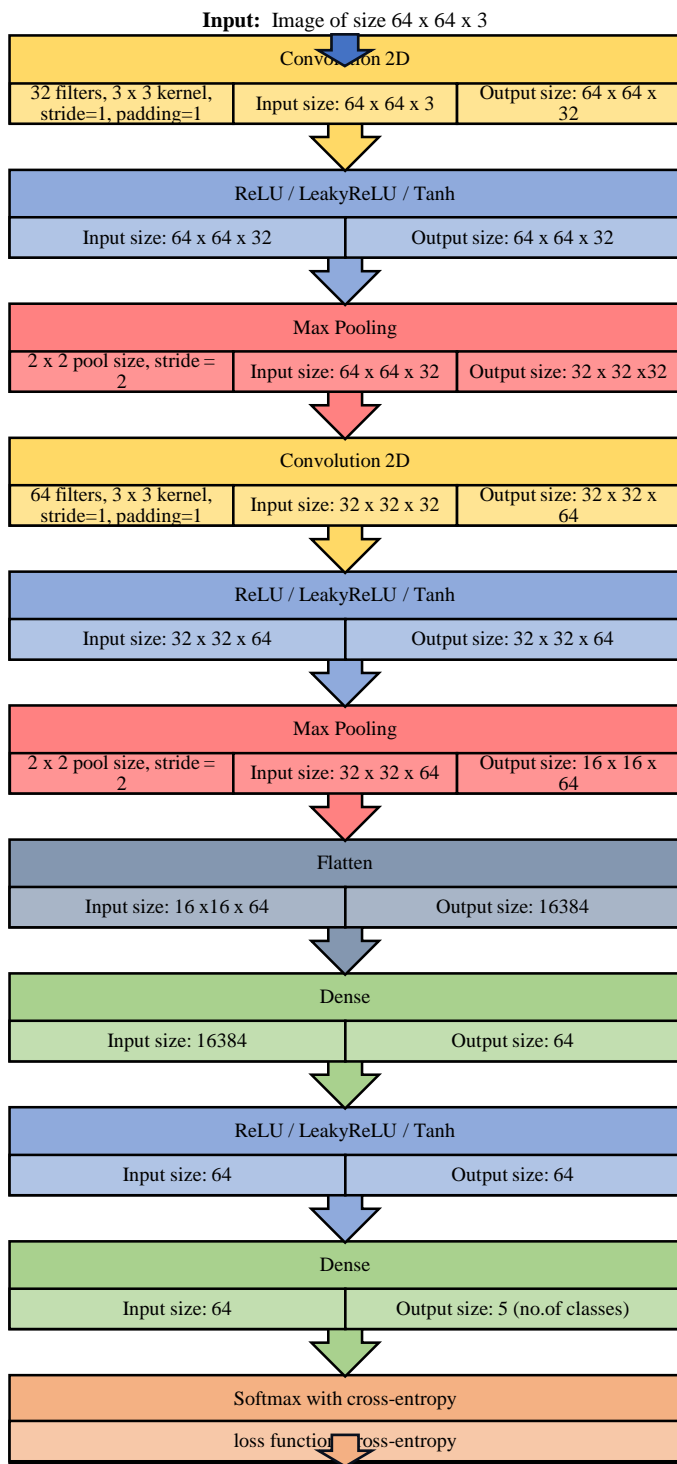 Input: Image of size 64 x 64 x 3
Convolution 2D
32 filters, 3 x 3 kernel,
stride=1, padding=1
Input size: 64 x 64 x 3
Output size: 64 x 64 x
32
ReLU / LeakyReLU / Tanh
Input size: 64 x 64 x 32
Output size: 64 x 64 x 32
Max Pooling
2 x 2 pool size, stride =
2
Input size: 64 x 64 x 32
Output size: 32 x 32 x32
Convolution 2D
64 filters, 3 x 3 kernel,
stride=1, padding=1
Input size: 32 x 32 x 32
Output size: 32 x 32 x
64
ReLU / LeakyReLU / Tanh
Input size: 32 x 32 x 64
Output size: 32 x 32 x 64
Max Pooling
2 x 2 pool size, stride =
2
Input size: 32 x 32 x 64
Output size: 16 x 16 x
64
Flatten
Input size: 16 x16 x 64
Output size: 16384
Dense
Input size: 16384
Output size: 64
ReLU / LeakyReLU / Tanh
Input size: 64
Output size: 64
Dense
Input size: 64
Output size: 5 (no.of classes)
Softmax with cross-entropy
loss function cross-entropy